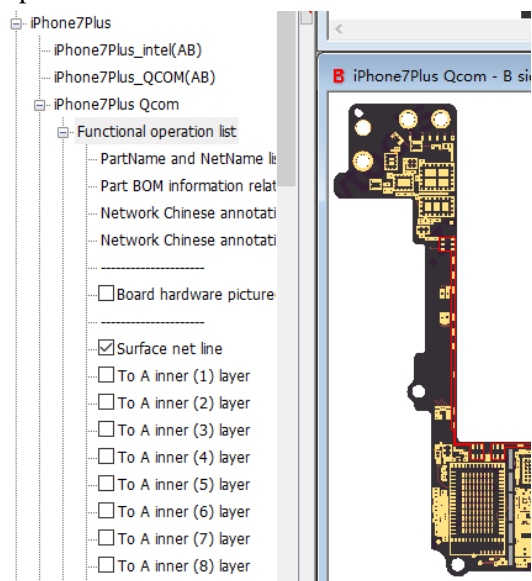 iPhone7Plus
iPhone7Plus_intel(AB)
iPhone7Plus_QCOM(AB)
iPhone7Plus Qcom
Functional operation list
PartName and NetName lis
Part BOM information relat
Network Chinese annotati
Network Chinese annotati
---------------------
Board hardware picture
---------------------
Surface net line
To A inner (1) layer
To A inner (2) layer
To A inner (3) layer
To A inner (4) layer
To A inner (5) layer
To A inner (6) layer
To A inner (7) layer
To A inner (8) layer
B iPhone7Plus Qcom - B si